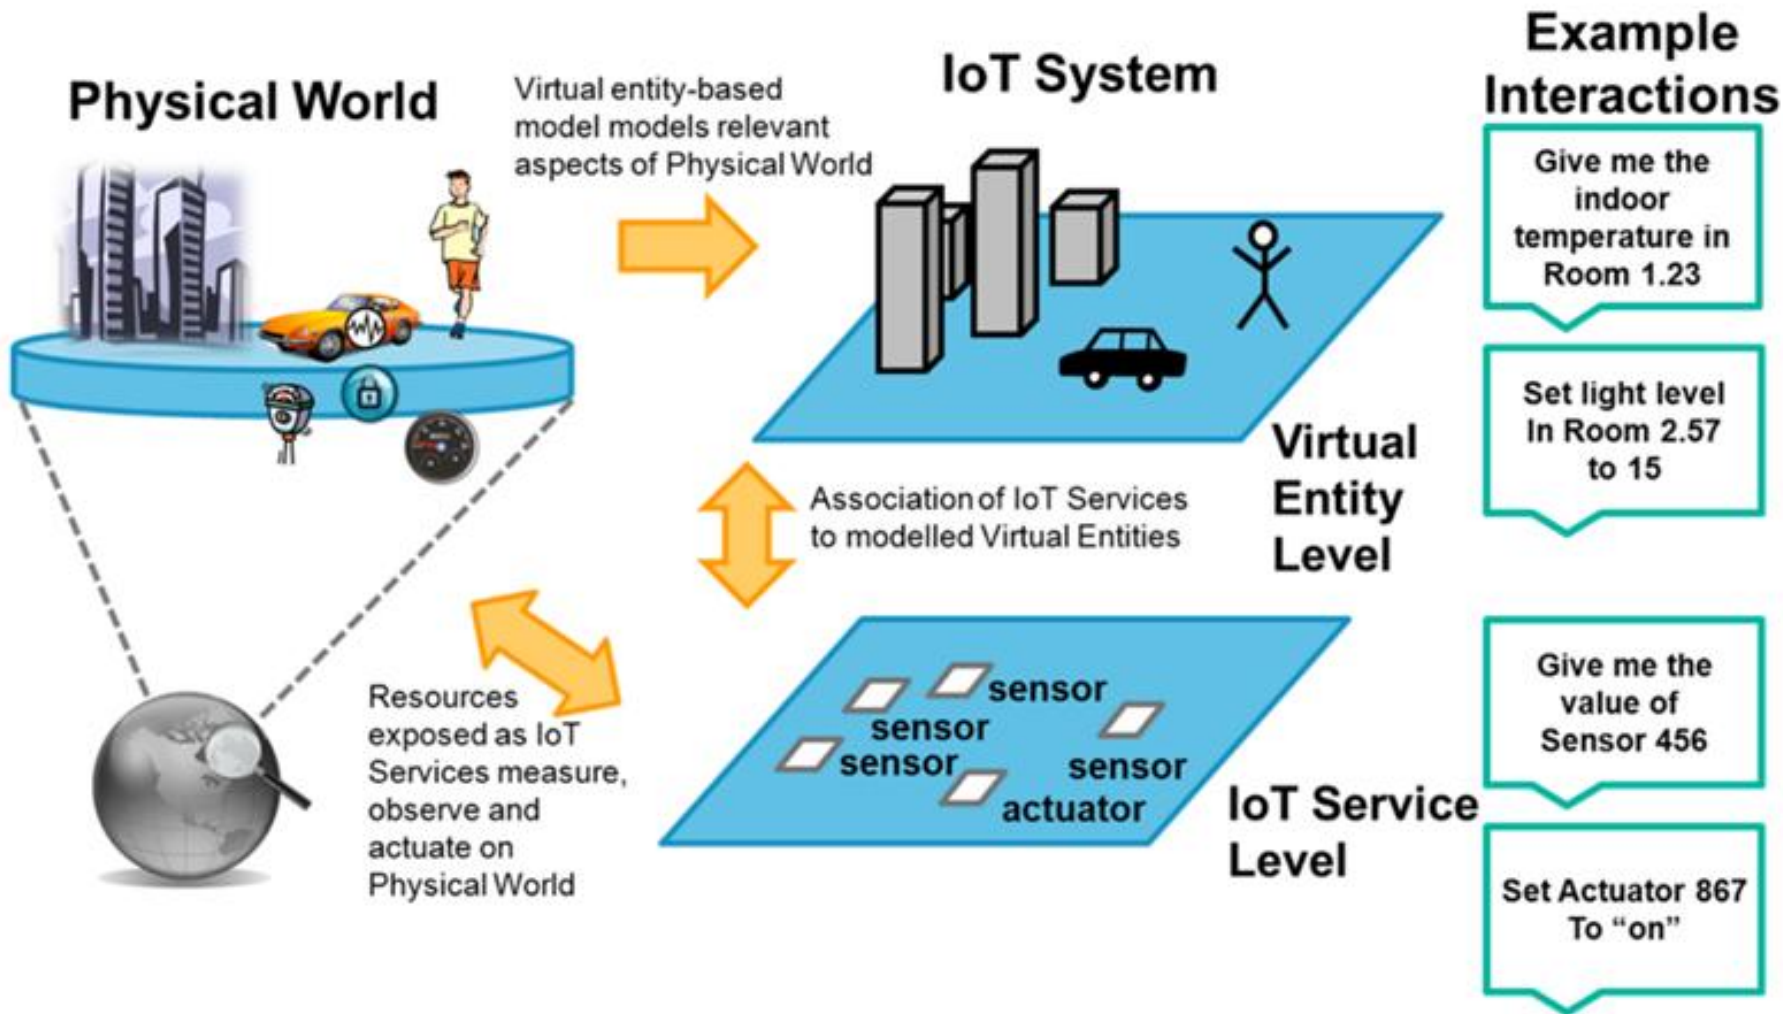 Physical World
Virtual entity-based
model models relevant
aspects of Physical World
IoT System
Example
Interactions
Give me the
indoor
temperature in
Room 1.23
Set light level
In Room 2.57
to 15
Virtual
Entity
Level
Association of IoT Services
to modelled Virtual Entities
Resources
exposed as IoT
Services measure,
observe and
actuate on
Physical World
sensor
sensor
sensor
sensor
actuator
IoT Service
Level
Give me the
value of
Sensor 456
Set Actuator 867
To “on”